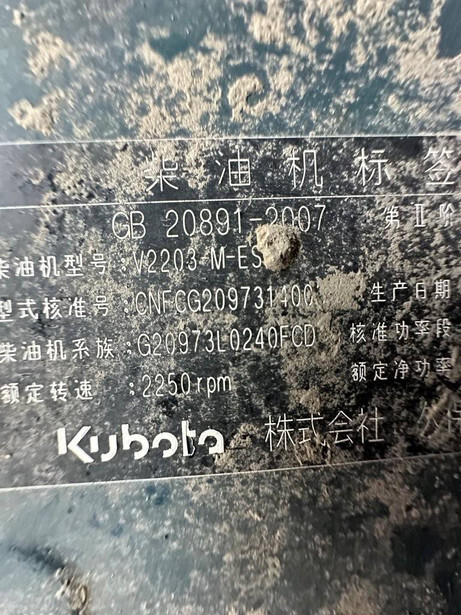 柴油机标签
GB 20891-2007 第Ⅱ阶
柴油机型号:V2203-M-ES
型式核准号:CNFCG209731400 生产日期
柴油机系族:G20973L0240FCD 核准功率段
额定转速:2250rpm 额定净功率
Kubota 株式会社